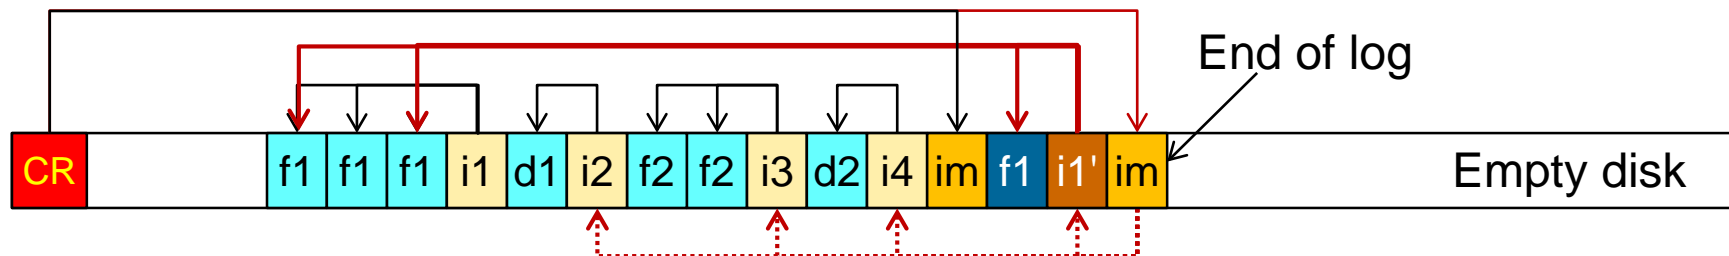 End of log
CR f1 f1 f1 i1 d1 i2 f2 f2 i3 d2 i4 im f1 i1' im Empty disk